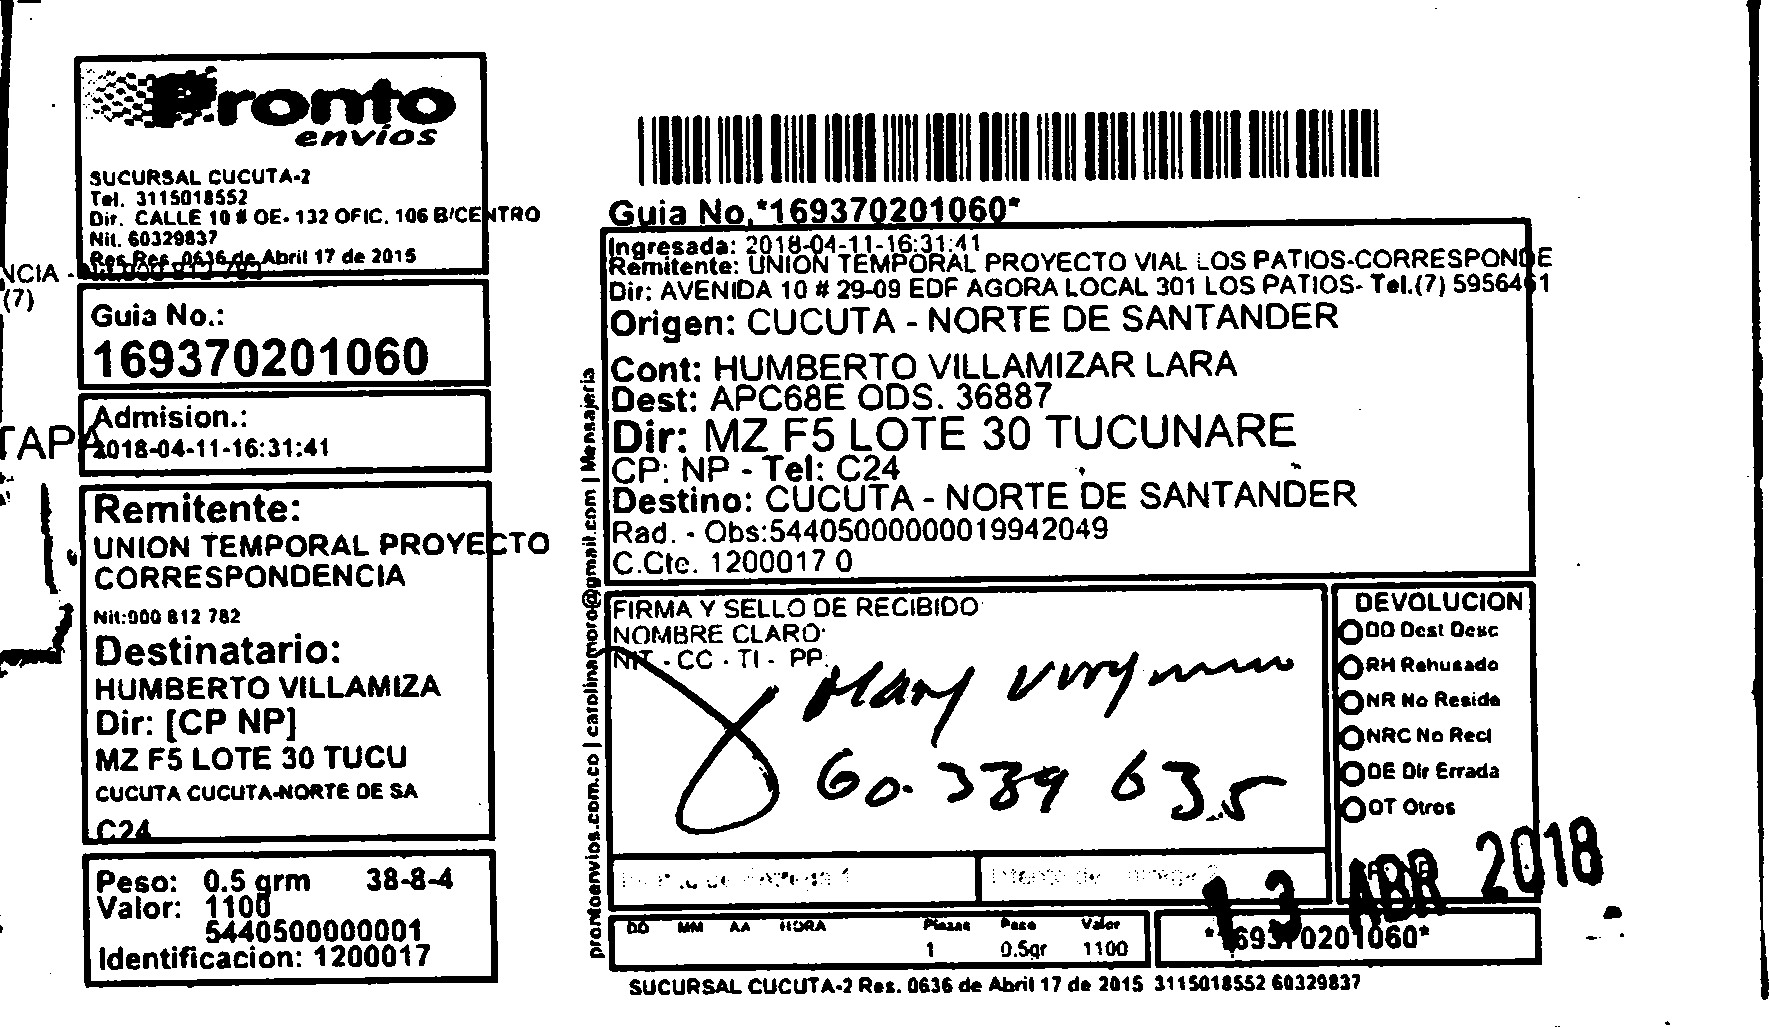 Pronto
envios
SUCURSAL CUCUTA-2
Tel. 3115018552
Dir. CALLE 10 # OE-132 OFIC. 106 B/CENTRO
Nit. 60329837
Res Res. 0636 de Abril 17 de 2015
NCIA -
(7)
Guia No.:
169370201060
Admision.:
TAPA
2018-04-11-16:31:41
Remitente:
UNION TEMPORAL PROYECTO
CORRESPONDENCIA
Nit:900 812 782
Destinatario:
HUMBERTO VILLAMIZA
Dir: [CP NP]
MZ F5 LOTE 30 TUCU
CUCUTA CUCUTA-NORTE DE SA
C24
Peso: 0.5 grm 38-8-4
Valor: 1100
5440500000001
Identificacion: 1200017
prontoenvios.com.co | carolinamoro@gmail.com | Mensajeria
Guia No.*169370201060*
Ingresada: 2018-04-11-16:31:41
Remitente: UNION TEMPORAL PROYECTO VIAL LOS PATIOS-CORRESPONDE
Dir: AVENIDA 10 # 29-09 EDF AGORA LOCAL 301 LOS PATIOS- Tel.(7) 5956461
Origen: CUCUTA - NORTE DE SANTANDER
Cont: HUMBERTO VILLAMIZAR LARA
Dest: APC68E ODS. 36887
Dir: MZ F5 LOTE 30 TUCUNARE
CP: NP - Tel: C24
Destino: CUCUTA - NORTE DE SANTANDER
Rad. - Obs:54405000000019942049
C.Cte. 1200017 0
FIRMA Y SELLO DE RECIBIDO
NOMBRE CLARO:
NIT - CC - TI - PP:
Mary
60.339 635
DEVOLUCION
DD Dest Desc
RH Rehusado
NR No Reside
NRC No Recl
DE Dir Errada
OT Otros
13 ABR 2018
DD MM AA HORA Piezas Peso Valor
1 0.5gr 1100
*169370201060*
SUCURSAL CUCUTA-2 Res. 0636 de Abril 17 de 2015 3115018552 60329837